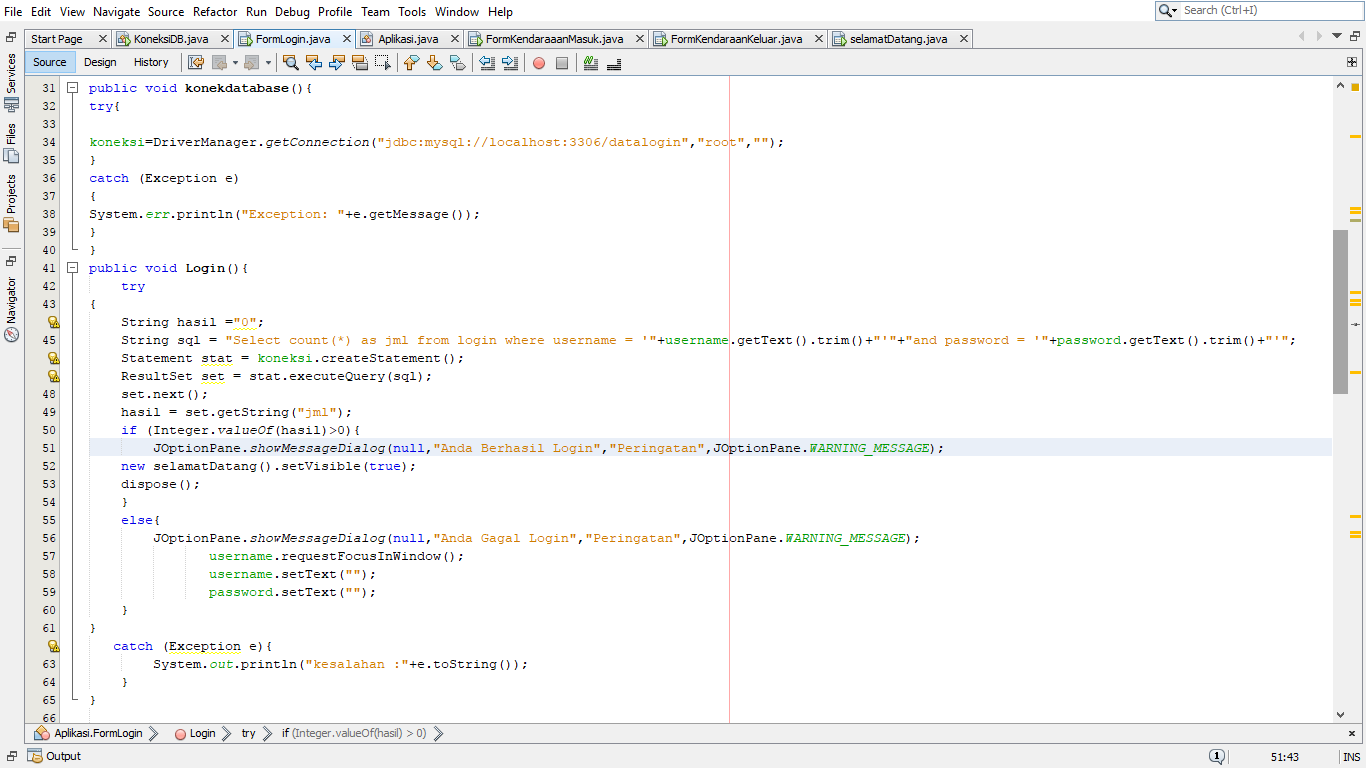 File Edit View Navigate Source Refactor Run Debug Profile Team Tools Window Help
Search (Ctrl+I)
Start Page KoneksiDB.java FormLogin.java Aplikasi.java FormKendaraaanMasuk.java FormKendaraanKeluar.java selamatDatang.java
Source Design History
Services
Files
Projects
Navigator
31 public void konekdatabase(){
32 try{
33
34 koneksi=DriverManager.getConnection("jdbc:mysql://localhost:3306/datalogin","root","");
35 }
36 catch (Exception e)
37 {
38 System.err.println("Exception: "+e.getMessage());
39 }
40 }
41 public void Login(){
42 try
43 {
String hasil ="0";
45 String sql = "Select count(*) as jml from login where username = '"+username.getText().trim()+"'"+"and password = '"+password.getText().trim()+"'";
Statement stat = koneksi.createStatement();
ResultSet set = stat.executeQuery(sql);
48 set.next();
49 hasil = set.getString("jml");
50 if (Integer.valueOf(hasil)>0){
51 JOptionPane.showMessageDialog(null,"Anda Berhasil Login","Peringatan",JOptionPane.WARNING_MESSAGE);
52 new selamatDatang().setVisible(true);
53 dispose();
54 }
55 else{
56 JOptionPane.showMessageDialog(null,"Anda Gagal Login","Peringatan",JOptionPane.WARNING_MESSAGE);
57 username.requestFocusInWindow();
58 username.setText("");
59 password.setText("");
60 }
61 }
catch (Exception e){
63 System.out.println("kesalahan :"+e.toString());
64 }
65 }
66
Aplikasi.FormLogin Login try if (Integer.valueOf(hasil) > 0)
Output 1 51:43 INS